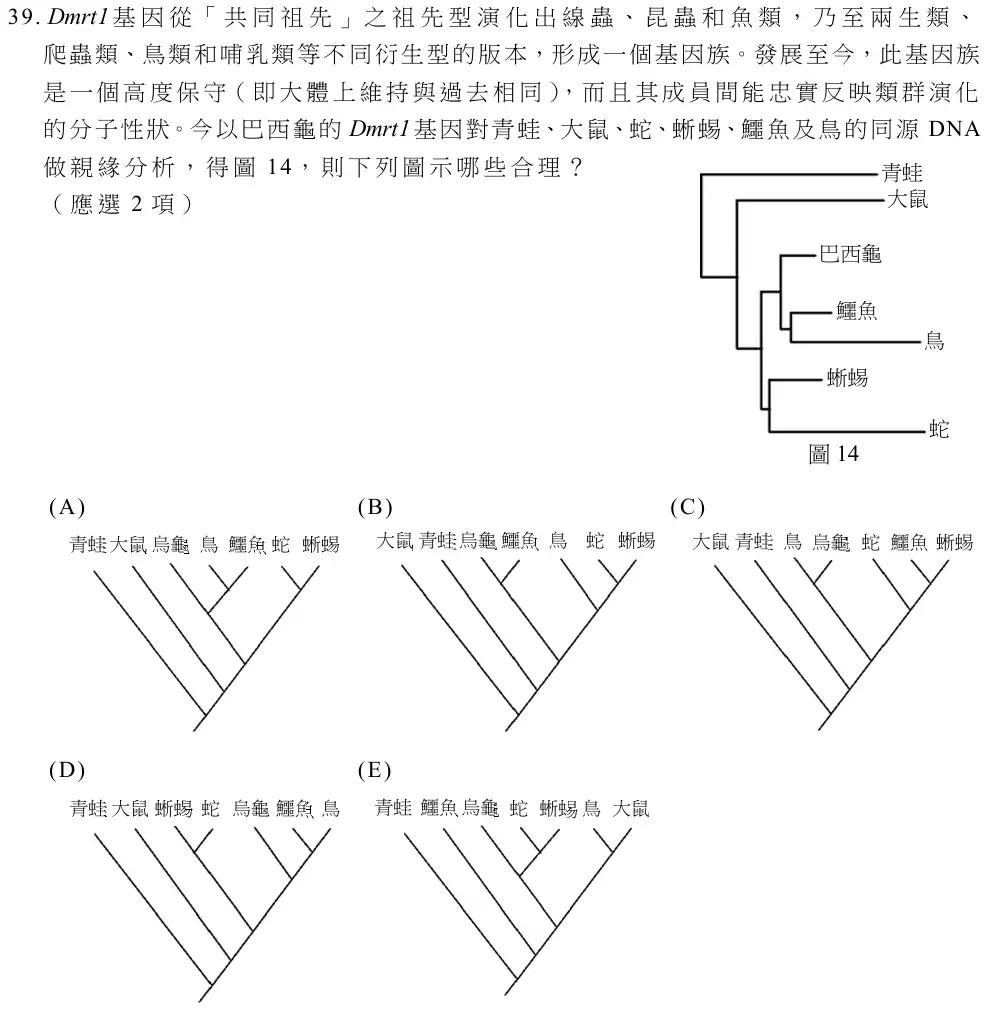 39. Dmrt1基因從「共同祖先」之祖先型演化出線蟲、昆蟲和魚類，乃至兩生類、
爬蟲類、鳥類和哺乳類等不同衍生型的版本，形成一個基因族。發展至今，此基因族
是一個高度保守（即大體上維持與過去相同），而且其成員間能忠實反映類群演化
的分子性狀。今以巴西龜的Dmrt1基因對青蛙、大鼠、蛇、蜥蜴、鱷魚及鳥的同源DNA
做親緣分析，得圖14，則下列圖示哪些合理？
（應選2項）
青蛙
大鼠
巴西龜
鱷魚
鳥
蜥蜴
蛇
圖14
(A)
青蛙 大鼠 烏龜 鳥 鱷魚 蛇 蜥蜴
(B)
大鼠 青蛙 烏龜 鱷魚 鳥 蛇 蜥蜴
(C)
大鼠 青蛙 鳥 烏龜 蛇 鱷魚 蜥蜴
(D)
青蛙 大鼠 蜥蜴 蛇 烏龜 鱷魚 鳥
(E)
青蛙 鱷魚 烏龜 蛇 蜥蜴 鳥 大鼠